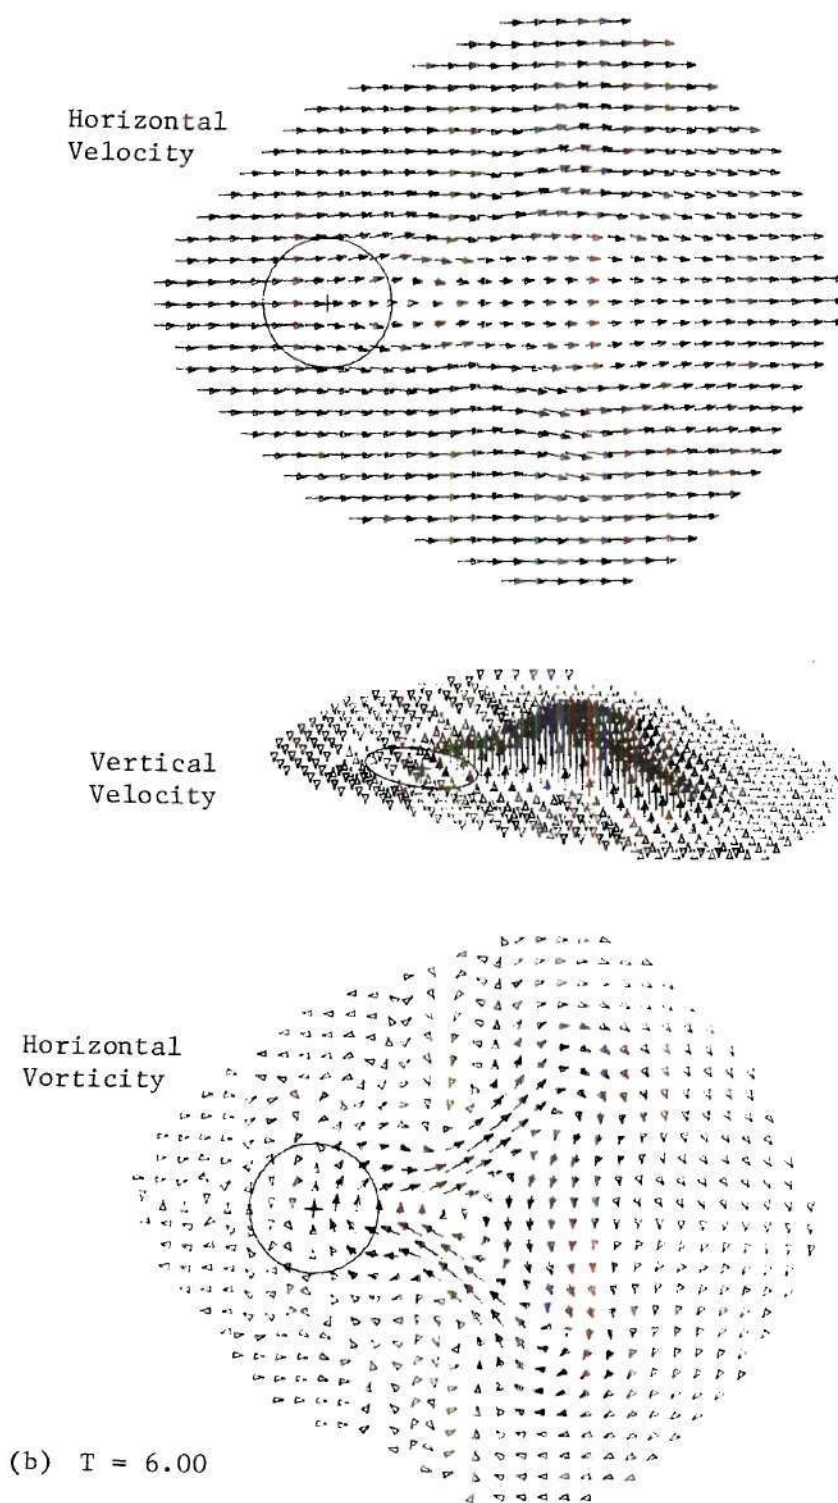 Horizontal
Velocity
Vertical
Velocity
Horizontal
Vorticity
(b) T = 6.00